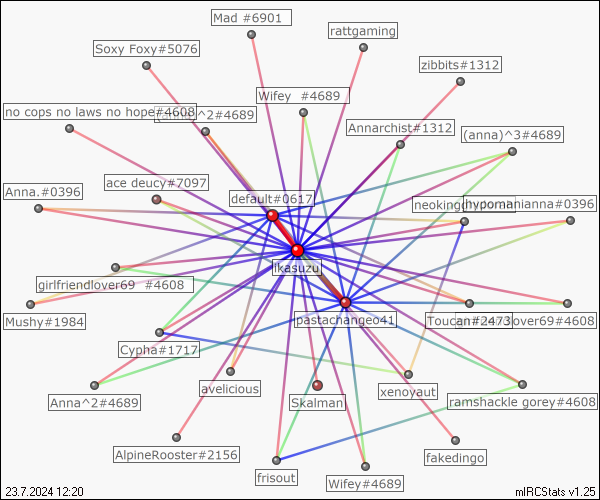 Mad #6901
rattgaming
Soxy Foxy#5076
zibbits#1312
Wifey #4689
no cops no laws no hope#4608
^2#4689
Annarchist#1312
(anna)^3#4689
ace deucy#7097
Anna.#0396
default#0617
neoking
hypomanianna#0396
ikasuzu
girlfriendlover69 #4608
Mushy#1984
pastachangeo41
Toucan#2473
lover69#4608
Cypha#1717
avelicious
xenoyaut
Anna^2#4689
Skalman
ramshackle gorey#4608
AlpineRooster#2156
fakedingo
frisout
Wifey#4689
23.7.2024 12:20
mIRCStats v1.25